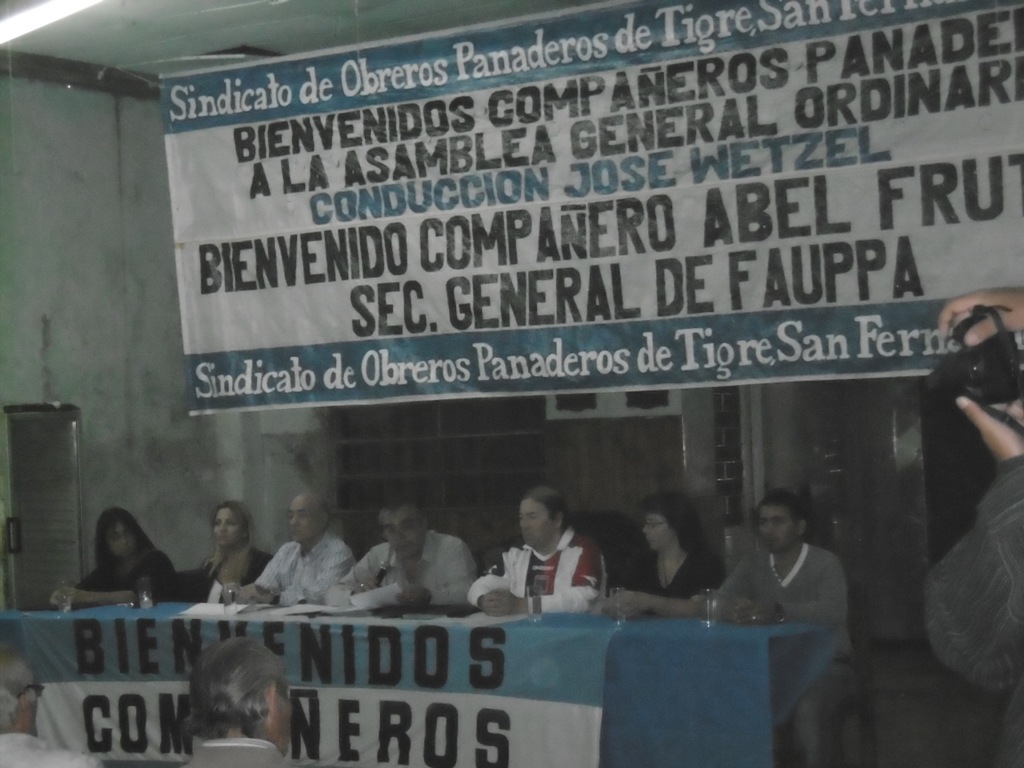 Sindicato de Obreros Panaderos de Tigre, San
BIENVENIDOS COMPAÑEROS
A LA ASAMBLEA GENERAL
CONDUCCION JOSE WETZEL
BIENVENIDO COMPAÑERO ABEL
SEC. GENERAL DE FAUPPA
Sindicato de Obreros Panaderos de Tigre, San
BIENVENIDOS
COM ÑEROS